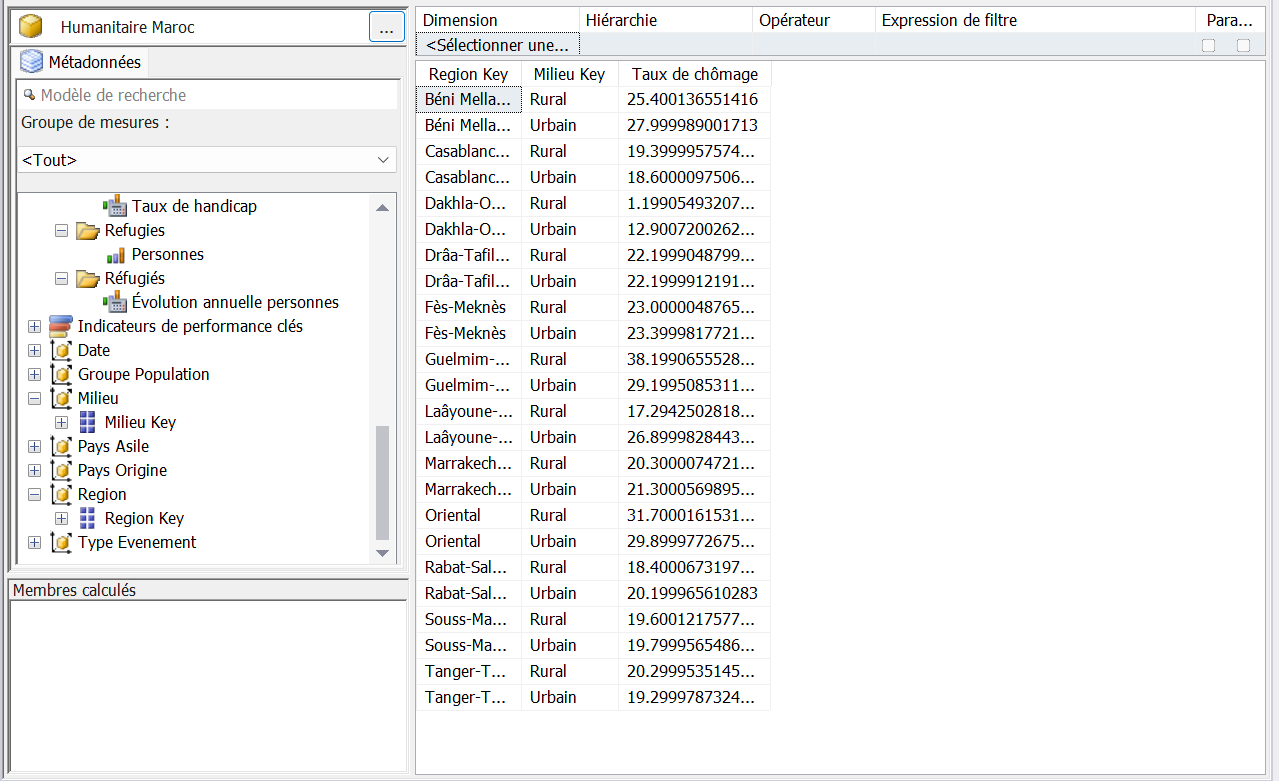 Humanitaire Maroc
...
Métadonnées
Modèle de recherche
Groupe de mesures :
<Tout>
Taux de handicap
Refugies
Personnes
Réfugiés
Évolution annuelle personnes
Indicateurs de performance clés
Date
Groupe Population
Milieu
Milieu Key
Pays Asile
Pays Origine
Region
Region Key
Type Evenement
Membres calculés
Dimension Hiérarchie Opérateur Expression de filtre Para...
<Sélectionner une...
Region Key Milieu Key Taux de chômage
Béni Mella... Rural 25.400136551416
Béni Mella... Urbain 27.999989001713
Casablanc... Rural 19.3999957574...
Casablanc... Urbain 18.6000097506...
Dakhla-O... Rural 1.19905493207...
Dakhla-O... Urbain 12.9007200262...
Drâa-Tafil... Rural 22.1999048799...
Drâa-Tafil... Urbain 22.1999912191...
Fès-Meknès Rural 23.0000048765...
Fès-Meknès Urbain 23.3999817721...
Guelmim-... Rural 38.1990655528...
Guelmim-... Urbain 29.1995085311...
Laâyoune-... Rural 17.2942502818...
Laâyoune-... Urbain 26.8999828443...
Marrakech... Rural 20.3000074721...
Marrakech... Urbain 21.3000569895...
Oriental Rural 31.7000161531...
Oriental Urbain 29.8999772675...
Rabat-Sal... Rural 18.4000673197...
Rabat-Sal... Urbain 20.199965610283
Souss-Ma... Rural 19.6001217577...
Souss-Ma... Urbain 19.7999565486...
Tanger-T... Rural 20.2999535145...
Tanger-T... Urbain 19.2999787324...